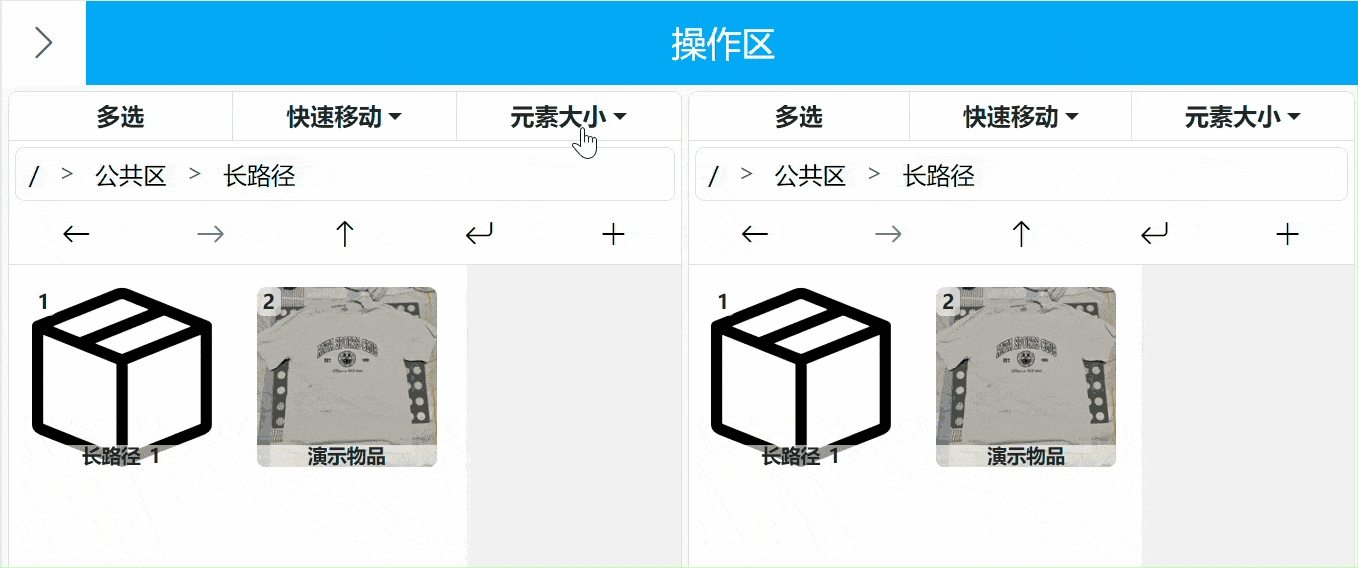 操作区
多选 快速移动 元素大小
/ > 公共区 > 长路径
1 2
长路径 1 演示物品
多选 快速移动 元素大小
/ > 公共区 > 长路径
1 2
长路径 1 演示物品